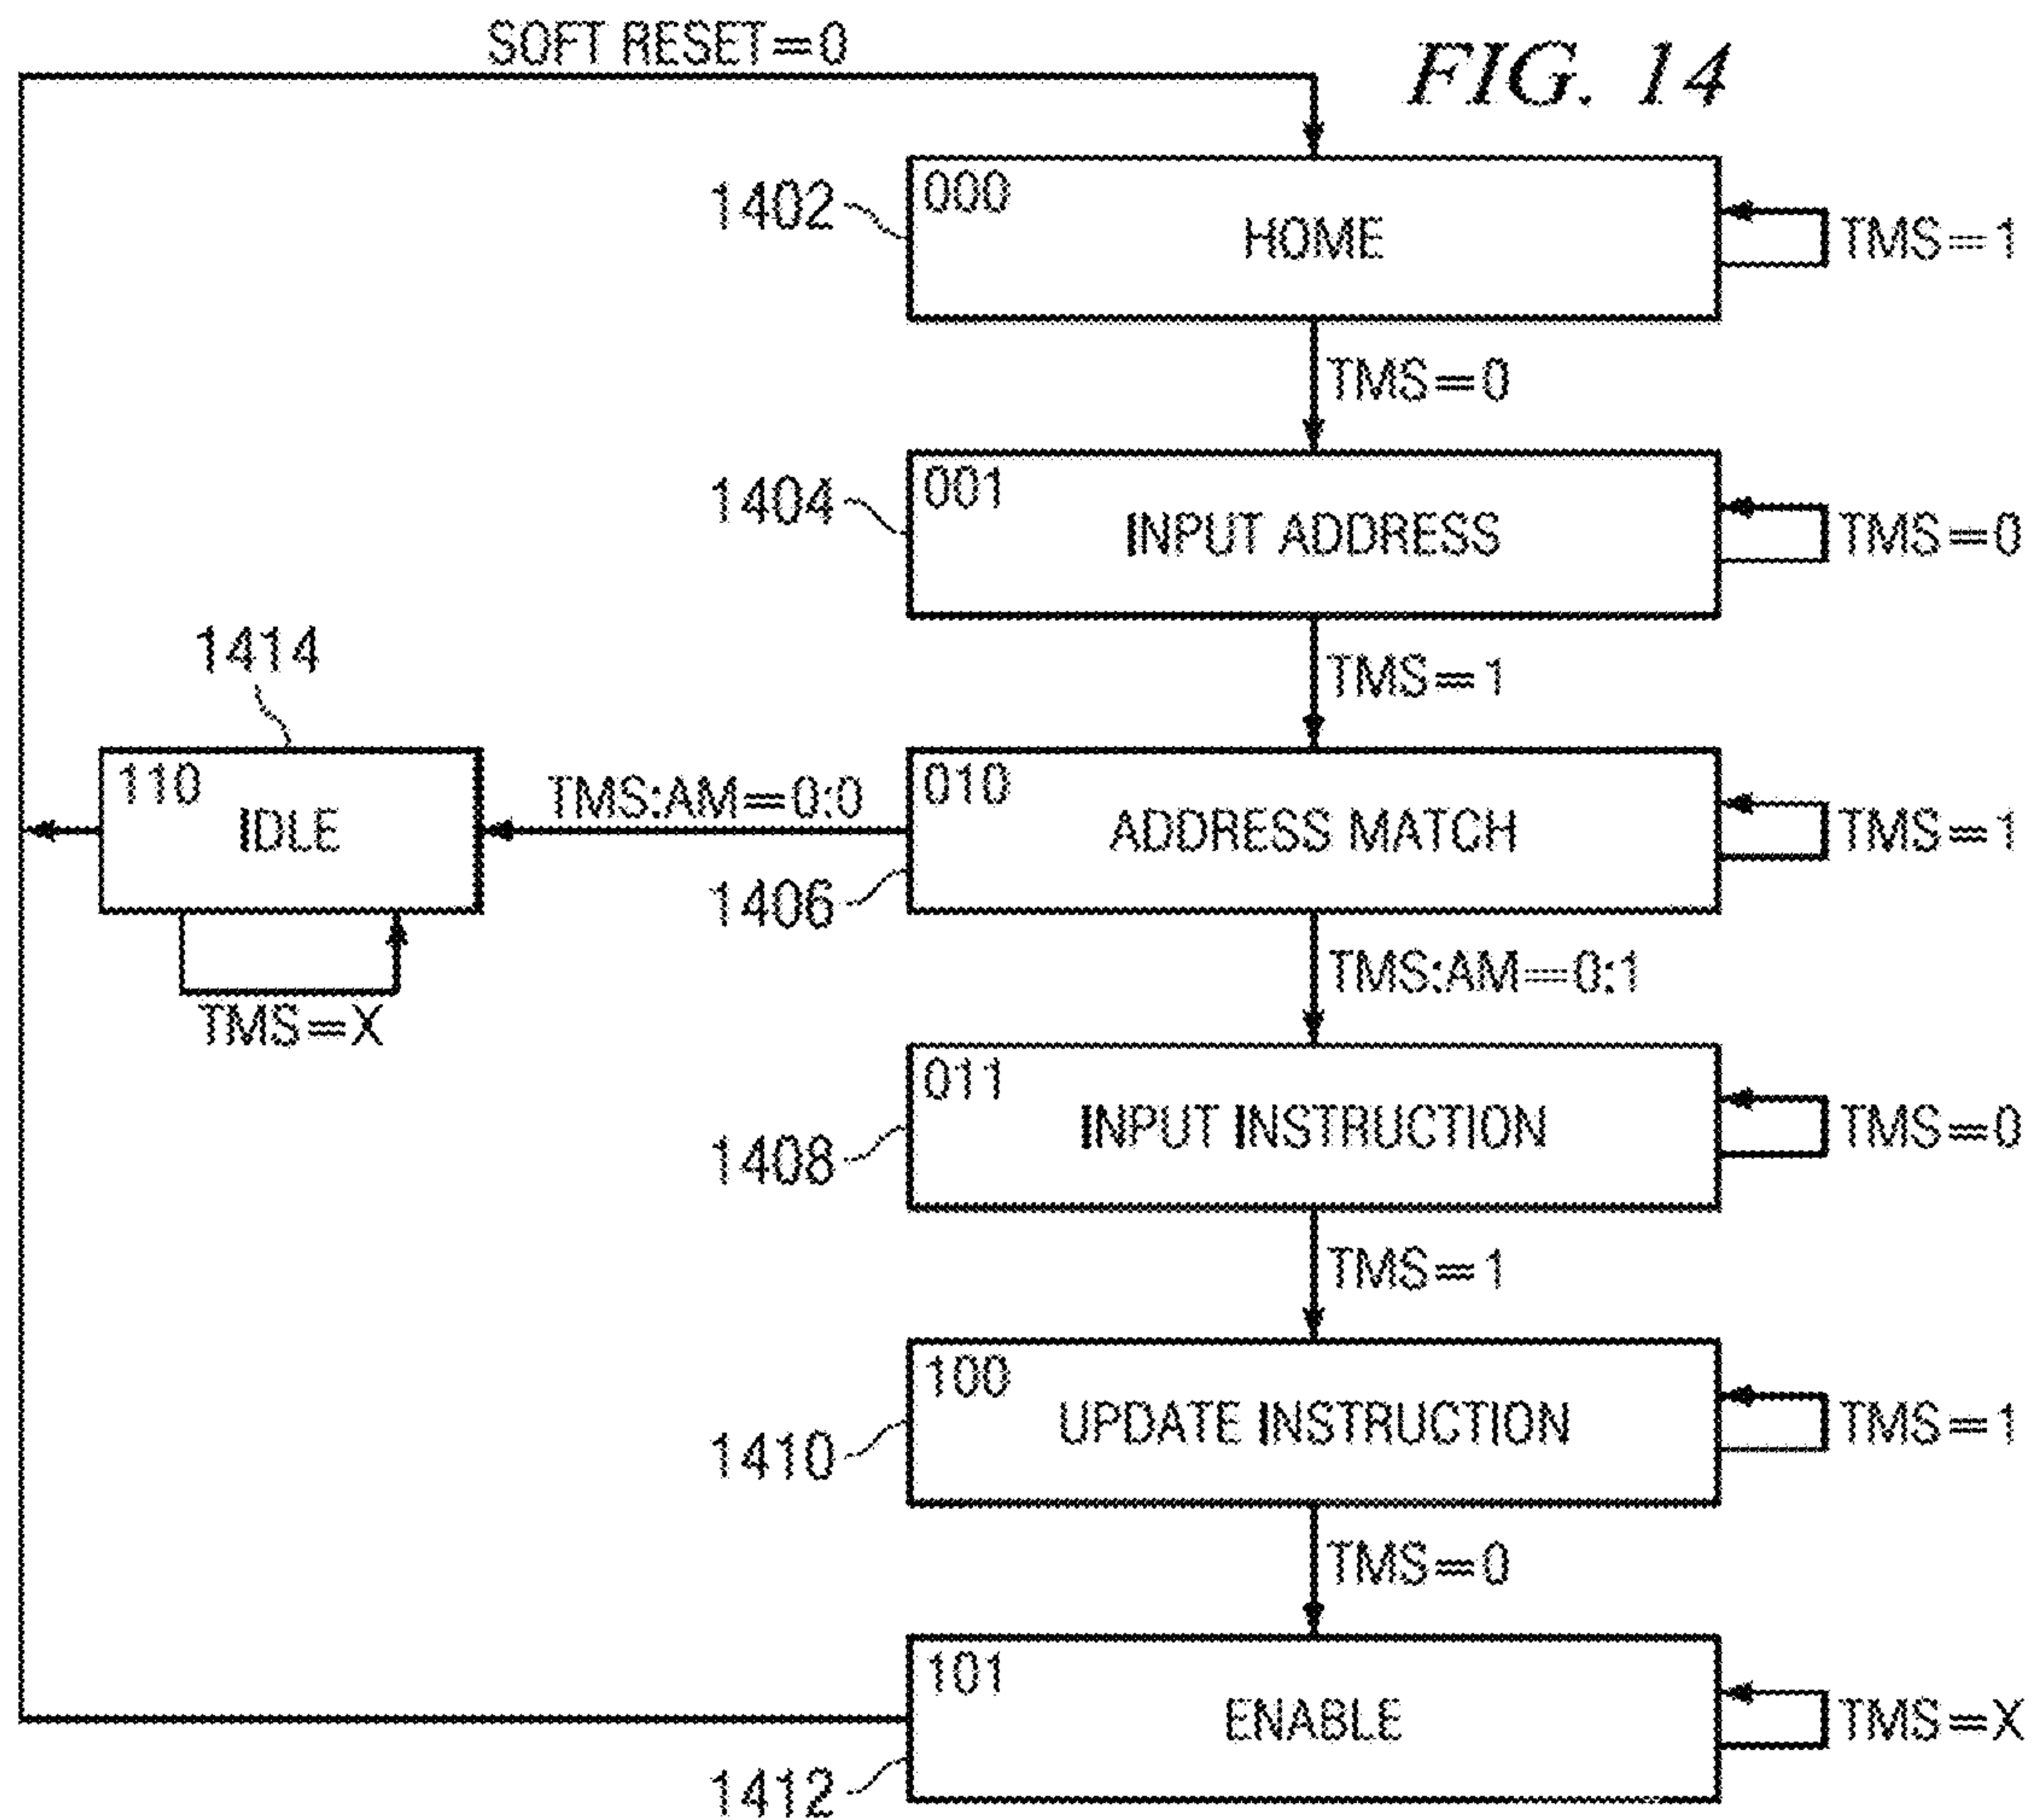 SOFT RESET=0
FIG. 14
1402
000
HOME
TMS=1
TMS=0
1404
001
INPUT ADDRESS
TMS=0
TMS=1
1414
110
IDLE
TMS=X
TMS:AM=0:0
010
ADDRESS MATCH
TMS=1
1406
TMS:AM=0:1
011
INPUT INSTRUCTION
TMS=0
1408
TMS=1
100
UPDATE INSTRUCTION
TMS=1
1410
TMS=0
101
ENABLE
TMS=X
1412